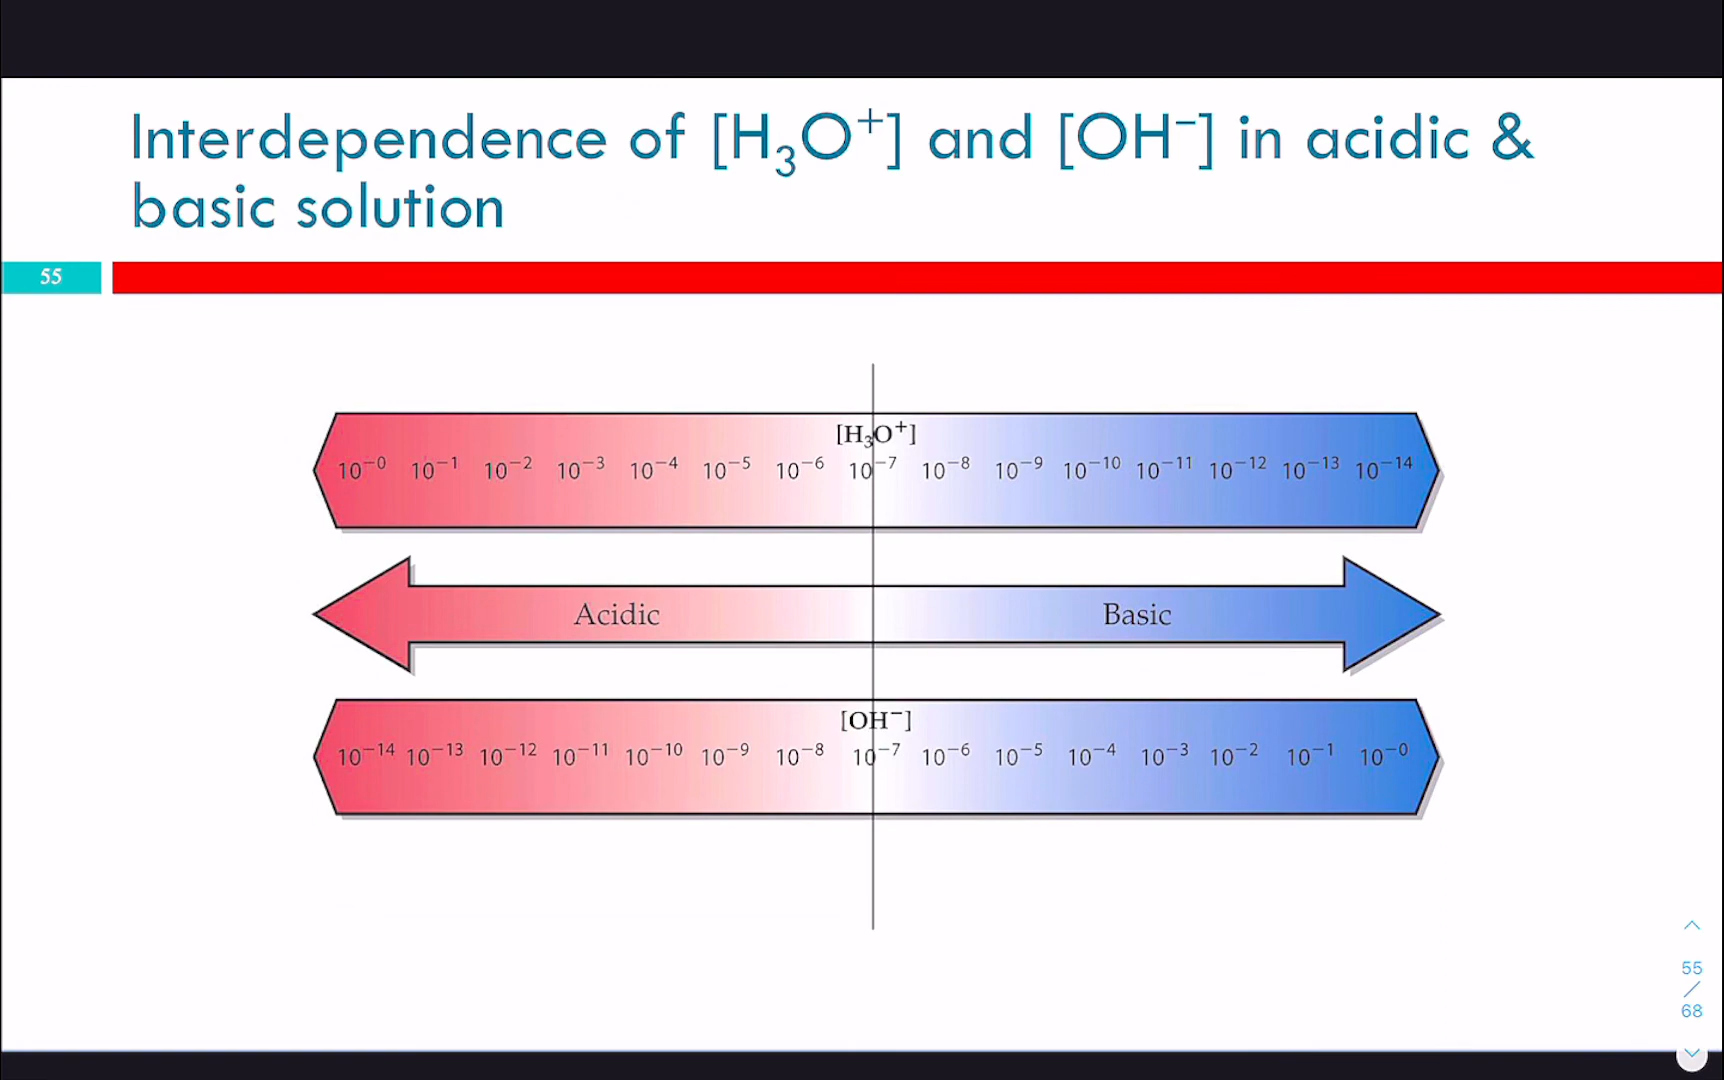 Interdependence of [H₃O⁺] and [OH⁻] in acidic &
basic solution
55
[H₃O⁺]
10⁻⁰ 10⁻¹ 10⁻² 10⁻³ 10⁻⁴ 10⁻⁵ 10⁻⁶ 10⁻⁷ 10⁻⁸ 10⁻⁹ 10⁻¹⁰ 10⁻¹¹ 10⁻¹² 10⁻¹³ 10⁻¹⁴
Acidic Basic
[OH⁻]
10⁻¹⁴ 10⁻¹³ 10⁻¹² 10⁻¹¹ 10⁻¹⁰ 10⁻⁹ 10⁻⁸ 10⁻⁷ 10⁻⁶ 10⁻⁵ 10⁻⁴ 10⁻³ 10⁻² 10⁻¹ 10⁻⁰
55
/
68